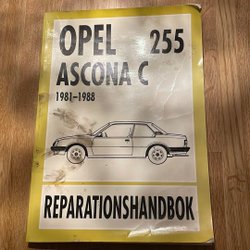 OPEL 255
ASCONA C
1981-1988
REPARATIONSHANDBOK